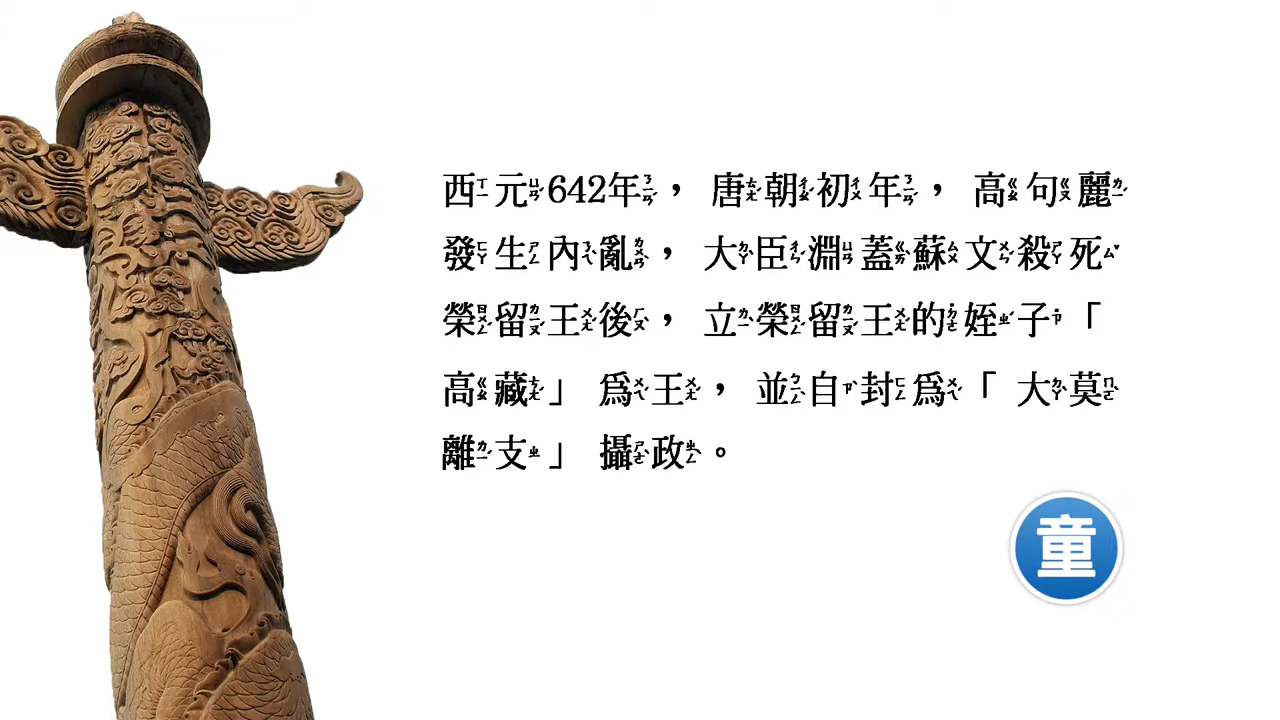 西元642年，唐朝初年，高句麗
發生內亂，大臣淵蓋蘇文殺死
榮留王後，立榮留王的姪子「
高藏」為王，並自封為「大莫
離支」攝政。
童